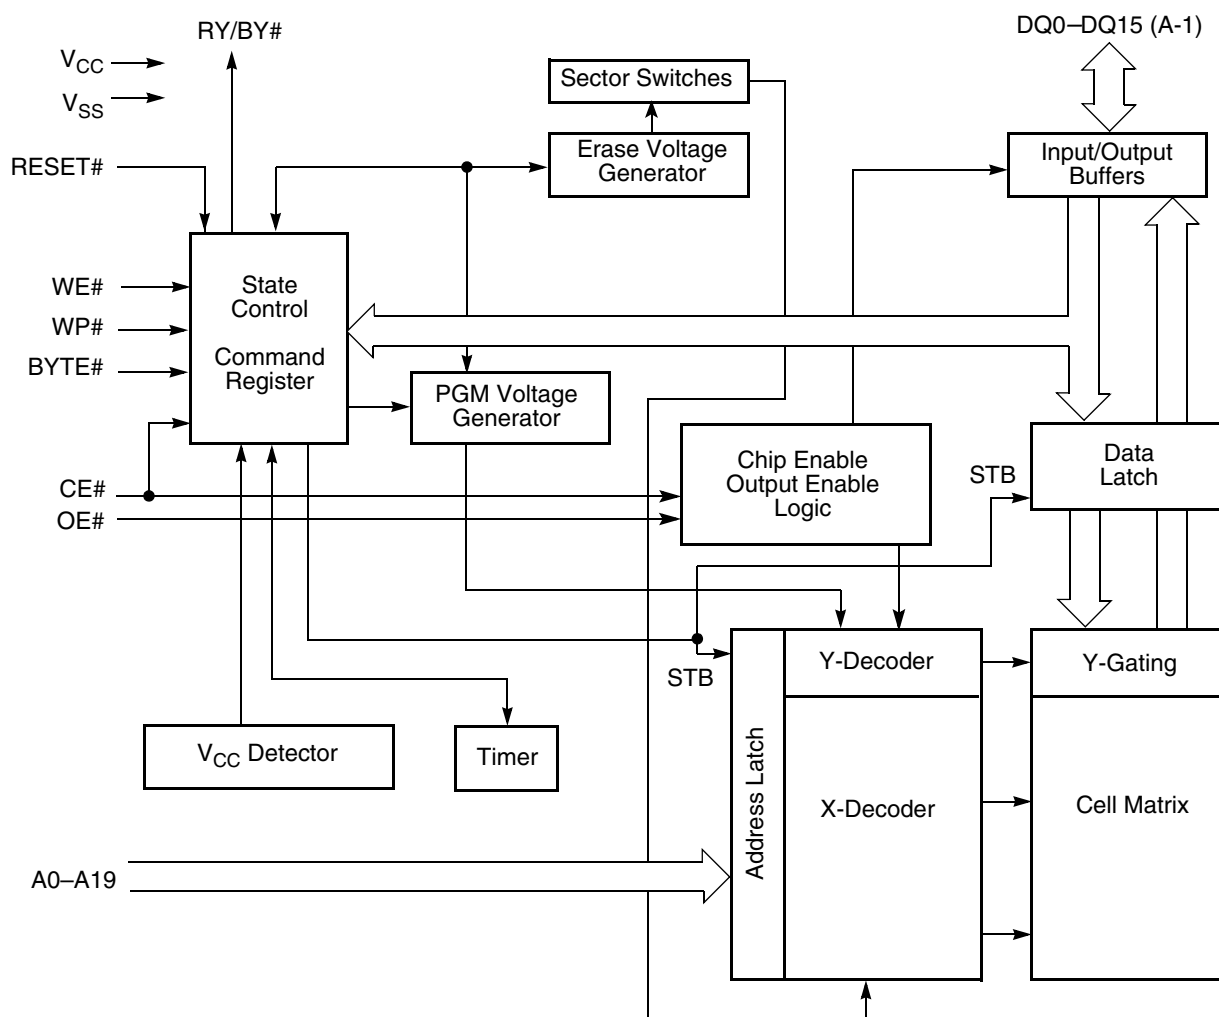 RY/BY#
DQ0–DQ15 (A-1)
VCC
VSS
Sector Switches
RESET#
Erase Voltage
Generator
Input/Output
Buffers
WE#
WP#
BYTE#
State
Control
Command
Register
PGM Voltage
Generator
CE#
OE#
Chip Enable
Output Enable
Logic
STB
Data
Latch
STB
Y-Decoder
Y-Gating
VCC Detector
Timer
Address Latch
X-Decoder
Cell Matrix
A0–A19